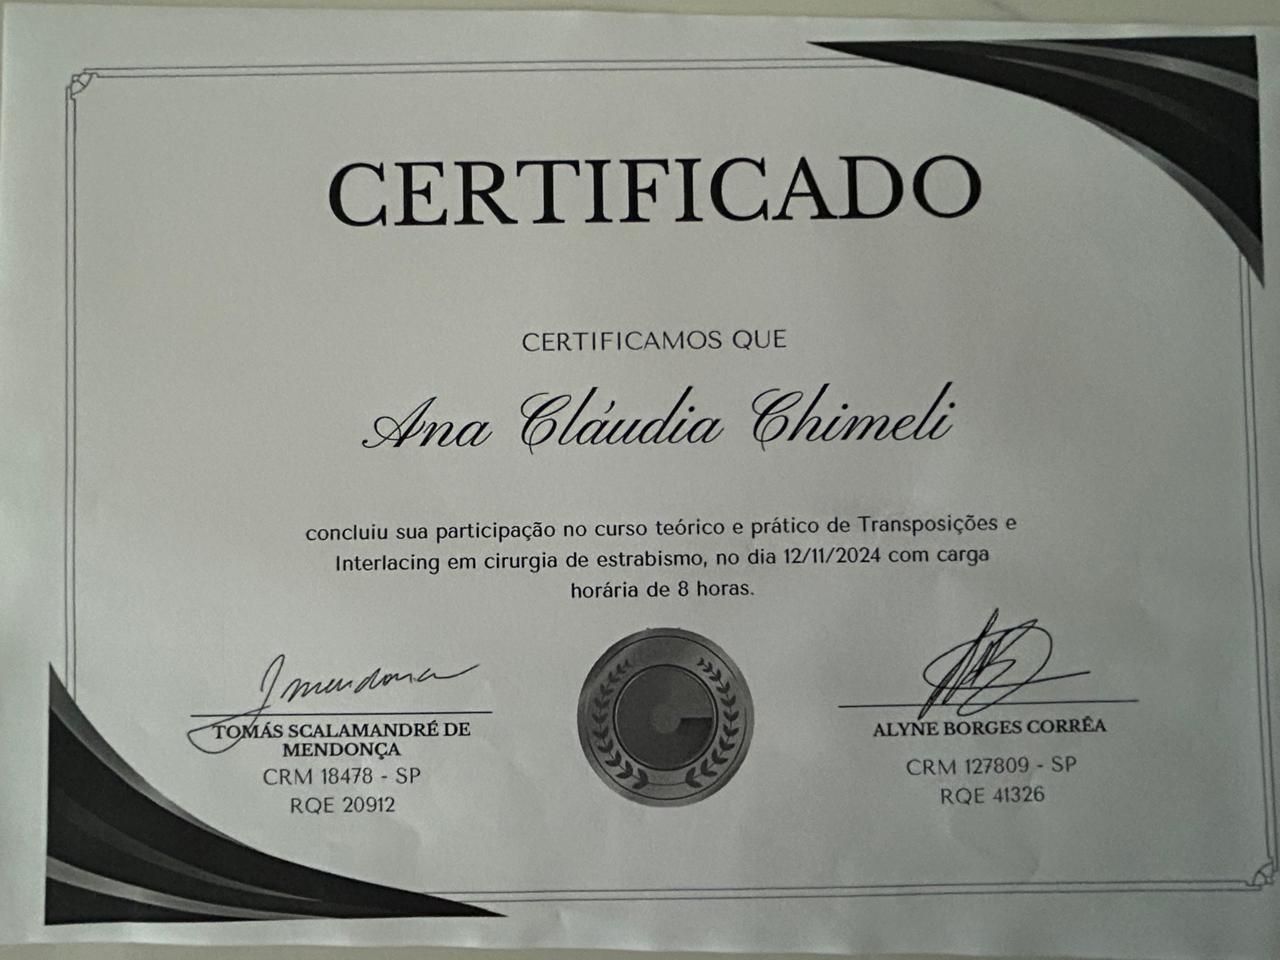 CERTIFICADO
CERTIFICAMOS QUE
Ana Cláudia Chimeli
concluiu sua participação no curso teórico e prático de Transposições e
Interlacing em cirurgia de estrabismo, no dia 12/11/2024 com carga
horária de 8 horas.
TOMÁS SCALAMANDRÉ DE
MENDONÇA
CRM 18478 - SP
RQE 20912
ALYNE BORGES CORRÊA
CRM 127809 - SP
RQE 41326